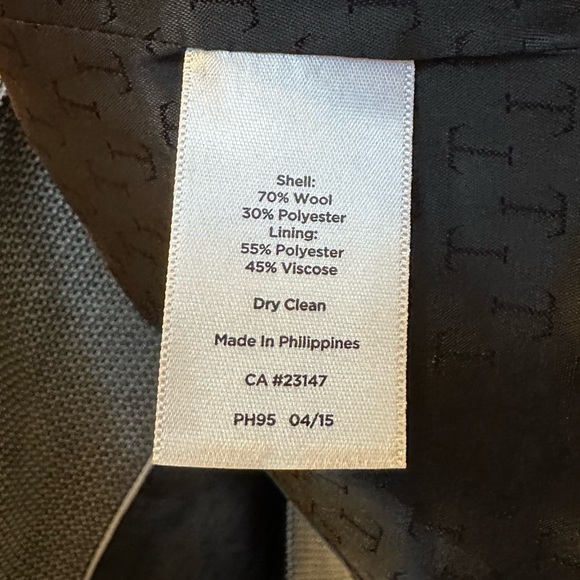 Shell:
70% Wool
30% Polyester
Lining:
55% Polyester
45% Viscose
Dry Clean
Made In Philippines
CA #23147
PH95 04/15